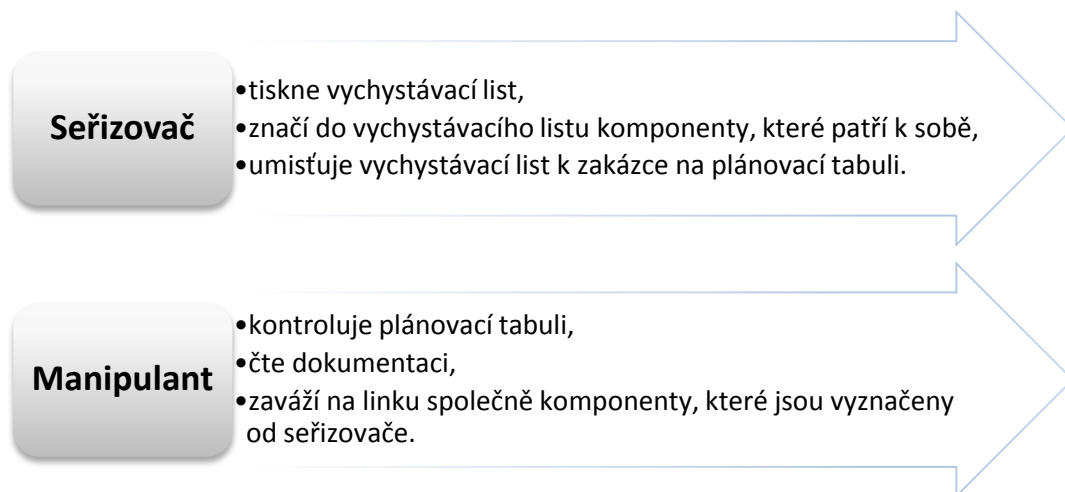 Seřizovač
•tiskne vychystávací list,
•značí do vychystávacího listu komponenty, které patří k sobě,
•umisťuje vychystávací list k zakázce na plánovací tabuli.
Manipulant
•kontroluje plánovací tabuli,
•čte dokumentaci,
•zaváží na linku společně komponenty, které jsou vyznačeny
od seřizovače.